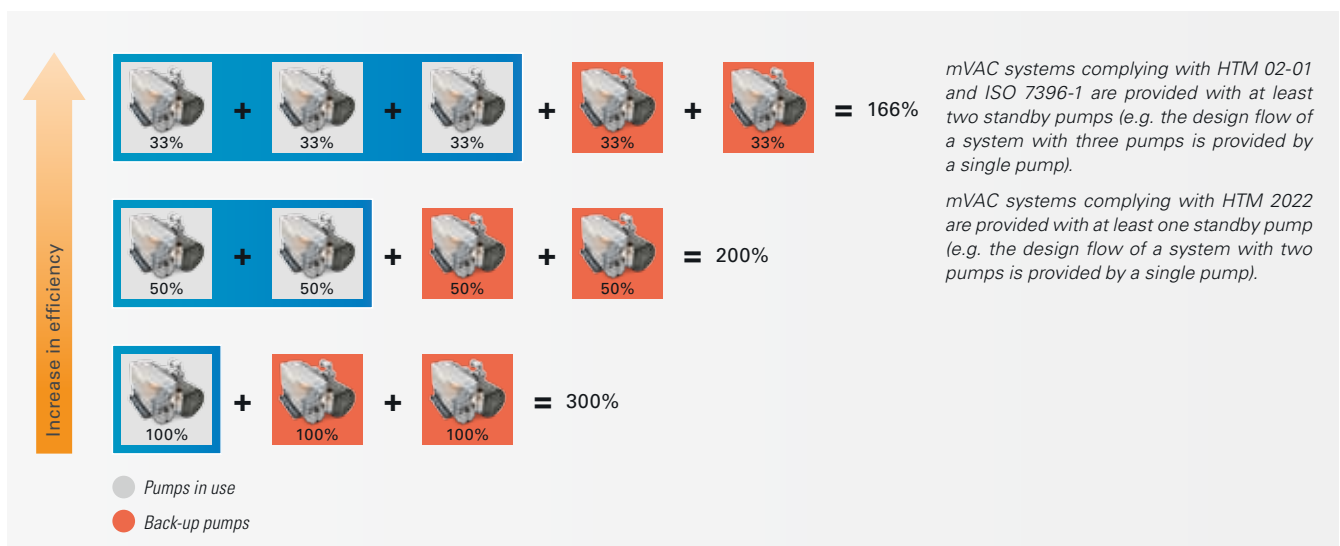 Increase in efficiency
33% + 33% + 33% + 33% + 33% = 166%
50% + 50% + 50% + 50% = 200%
100% + 100% + 100% = 300%
Pumps in use
Back-up pumps
mVAC systems complying with HTM 02-01
and ISO 7396-1 are provided with at least
two standby pumps (e.g. the design flow of
a system with three pumps is provided by
a single pump).
mVAC systems complying with HTM 2022
are provided with at least one standby pump
(e.g. the design flow of a system with two
pumps is provided by a single pump).